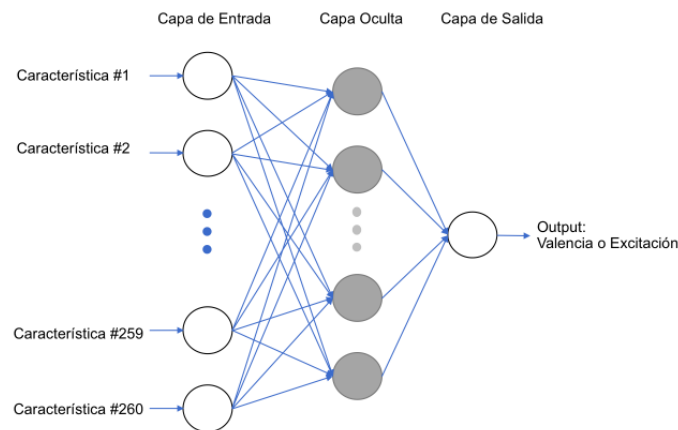 Capa de Entrada
Capa Oculta
Capa de Salida
Característica #1
Característica #2
Output:
Valencia o Excitación
Característica #259
Característica #260